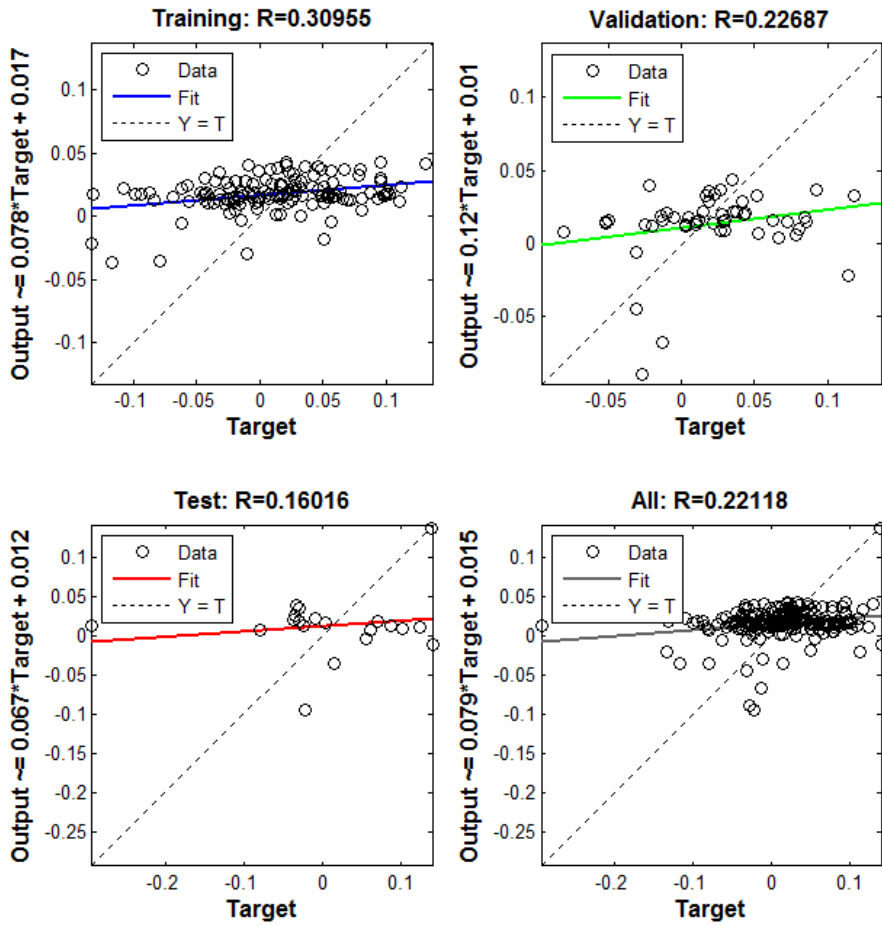 Training: R=0.30955
Output ~= 0.078*Target + 0.017
Data
Fit
Y = T
0.1
0.05
0
-0.05
-0.1
-0.1
-0.05
0
0.05
0.1
Target
Validation: R=0.22687
Output ~= 0.12*Target + 0.01
Data
Fit
Y = T
0.1
0.05
0
-0.05
-0.05
0
0.05
0.1
Target
Test: R=0.16016
Output ~= 0.067*Target + 0.012
Data
Fit
Y = T
0.1
0.05
0
-0.05
-0.1
-0.15
-0.2
-0.25
-0.2
-0.1
0
0.1
Target
All: R=0.22118
Output ~= 0.079*Target + 0.015
Data
Fit
Y = T
0.1
0.05
0
-0.05
-0.1
-0.15
-0.2
-0.25
-0.2
-0.1
0
0.1
Target